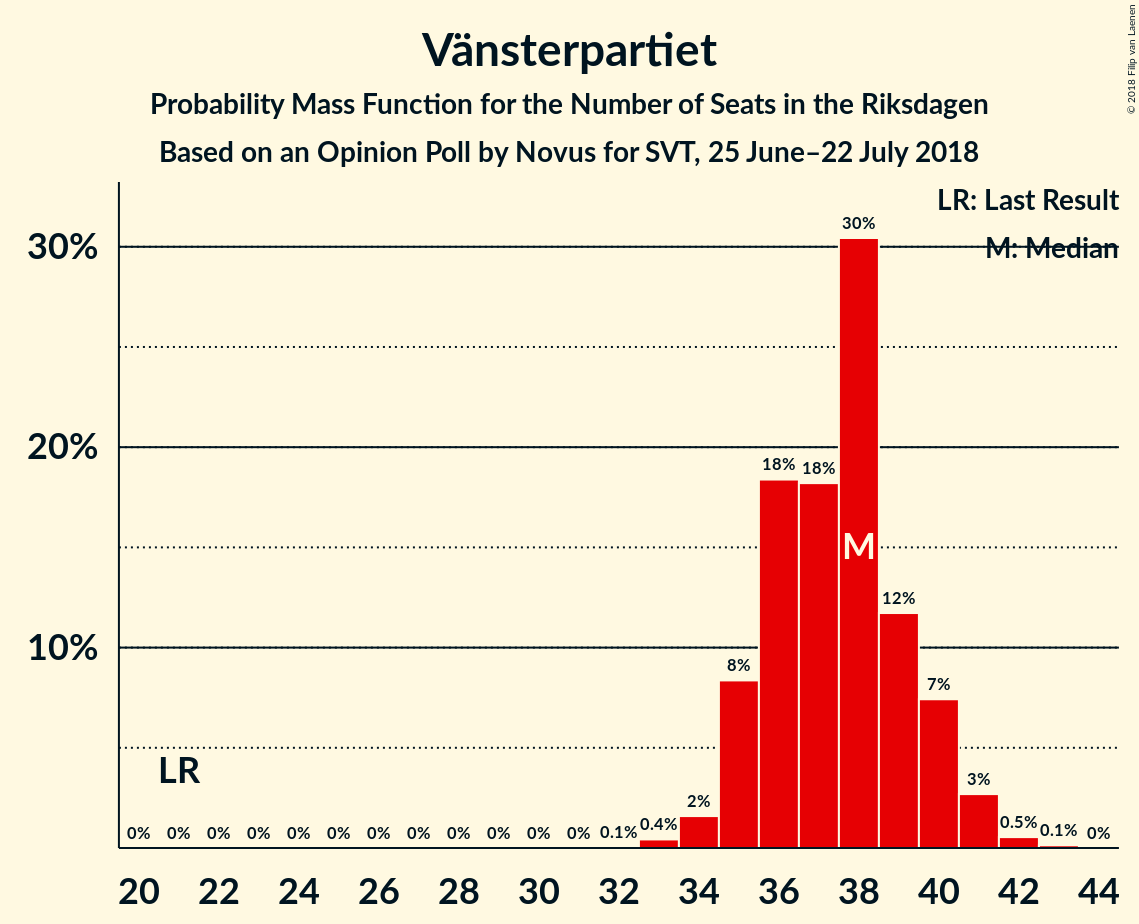 Vänsterpartiet
Probability Mass Function for the Number of Seats in the Riksdagen
Based on an Opinion Poll by Novus for SVT, 25 June–22 July 2018
© 2018 Filip van Laenen
LR: Last Result
M: Median
30%
20%
10%
30%
18% 18%
M
12%
8%
7%
LR
2%
3%
0% 0% 0% 0% 0% 0% 0% 0% 0% 0% 0% 0% 0.1% 0.4% 0.5% 0.1% 0%
20 22 24 26 28 30 32 34 36 38 40 42 44